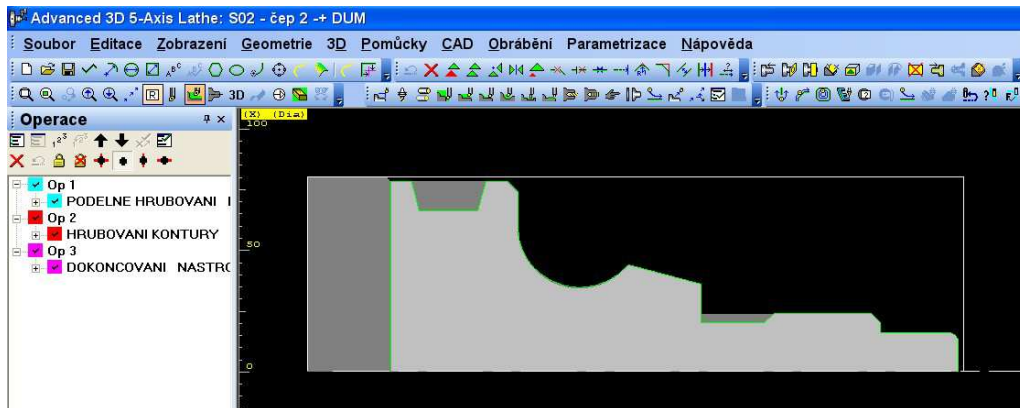 Advanced 3D 5-Axis Lathe: S02 - čep 2 -+ DUM
Soubor Editace Zobrazení Geometrie 3D Pomůcky CAD Obrábění Parametrizace Nápověda
3D
Operace
(X) (Dia)
100
Op 1
PODELNE HRUBOVANI
Op 2
HRUBOVANI KONTURY
50
Op 3
DOKONCOVANI NASTRO
0